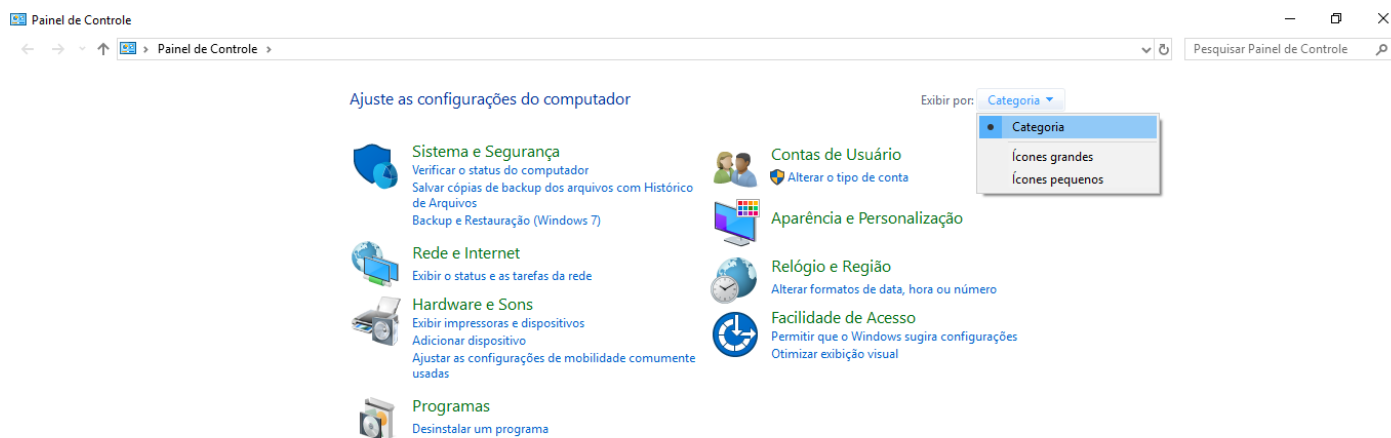 Painel de Controle
Painel de Controle
Pesquisar Painel de Controle
Ajuste as configurações do computador
Exibir por: Categoria
Categoria
Ícones grandes
Ícones pequenos
Sistema e Segurança
Verificar o status do computador
Salvar cópias de backup dos arquivos com Histórico
de Arquivos
Backup e Restauração (Windows 7)
Rede e Internet
Exibir o status e as tarefas da rede
Hardware e Sons
Exibir impressoras e dispositivos
Adicionar dispositivo
Ajustar as configurações de mobilidade comumente
usadas
Programas
Desinstalar um programa
Contas de Usuário
Alterar o tipo de conta
Aparência e Personalização
Relógio e Região
Alterar formatos de data, hora ou número
Facilidade de Acesso
Permitir que o Windows sugira configurações
Otimizar exibição visual